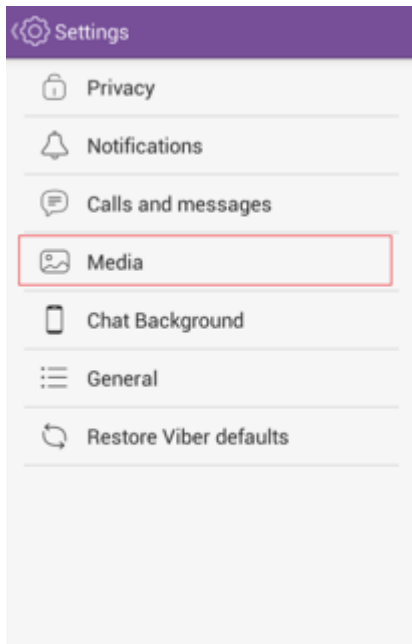 Settings
Privacy
Notifications
Calls and messages
Media
Chat Background
General
Restore Viber defaults